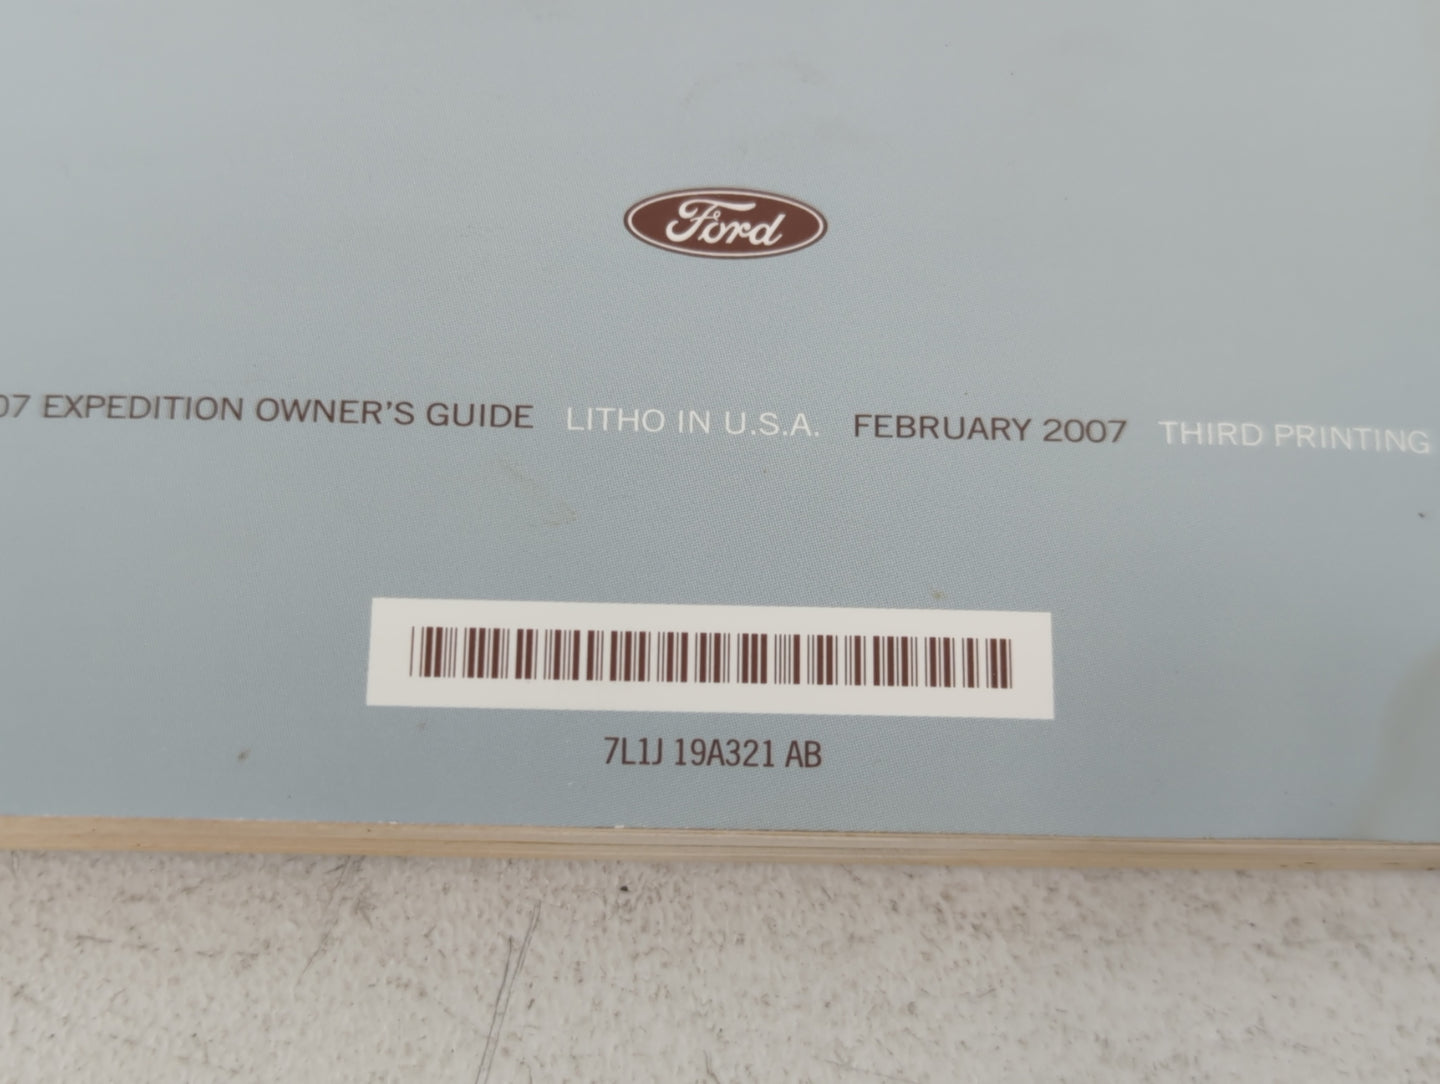 Ford
07 EXPEDITION OWNER'S GUIDE LITHO IN U.S.A. FEBRUARY 2007 THIRD PRINTING
7L1J 19A321 AB